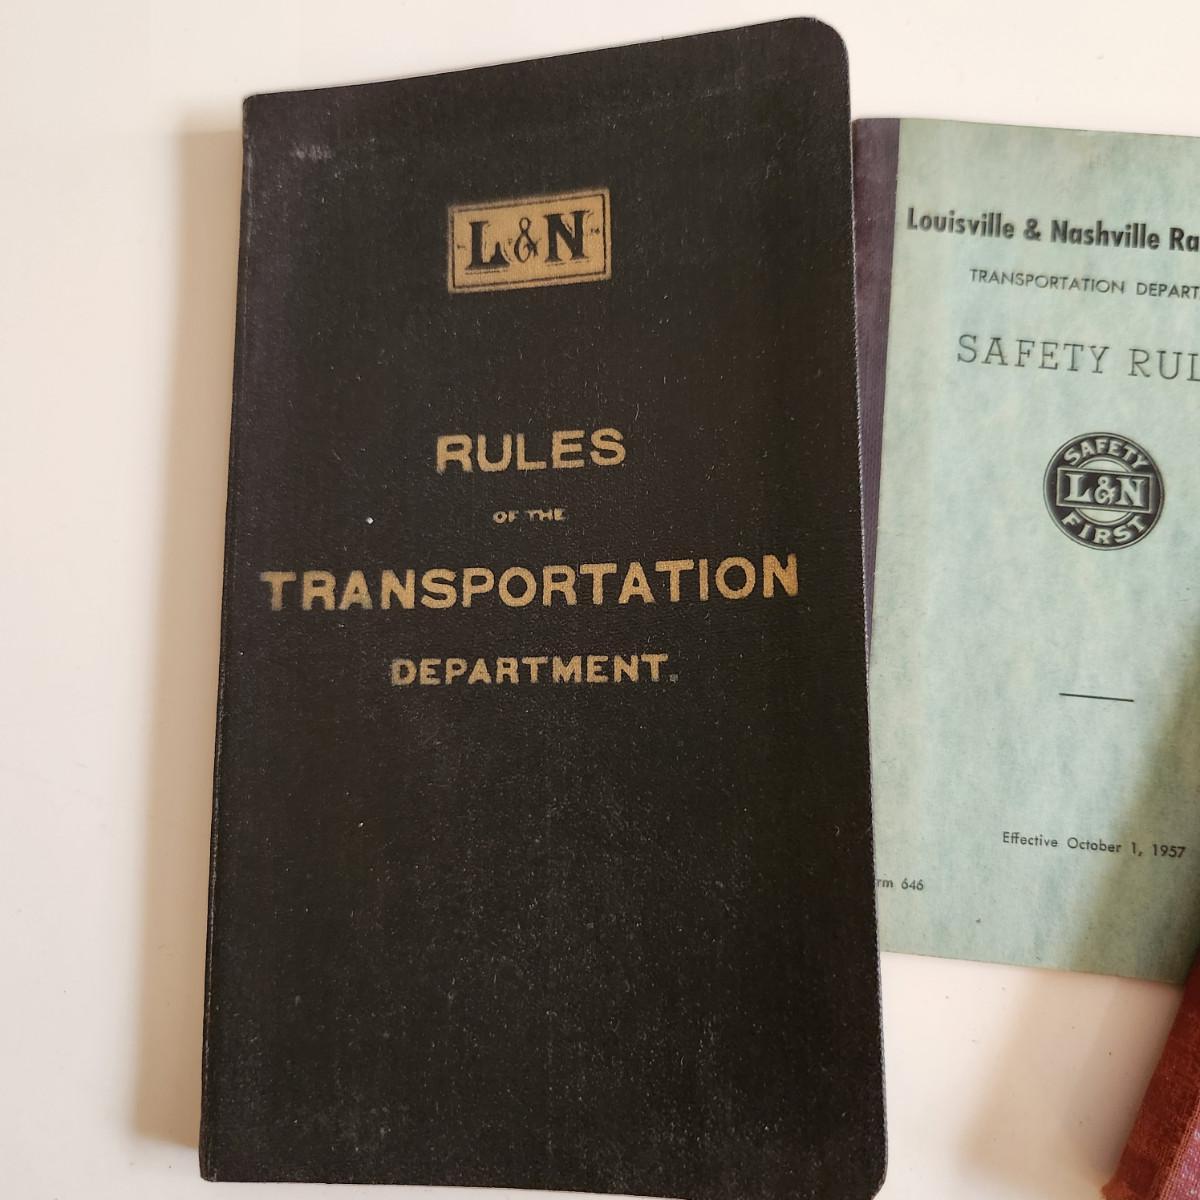 L&N
RULES
OF THE
TRANSPORTATION
DEPARTMENT.
Louisville & Nashville Ra
TRANSPORTATION DEPART
SAFETY RUL
SAFETY
L&N
FIRST
Effective October 1, 1957
rm 646